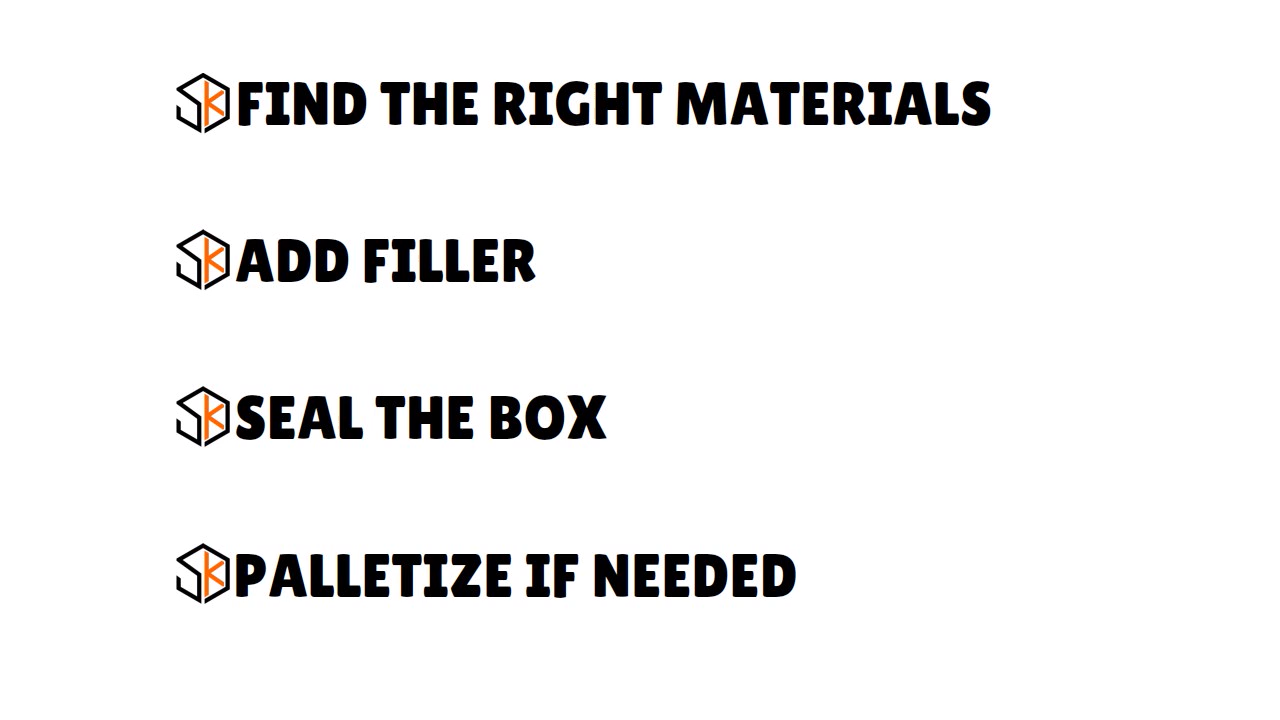 FIND THE RIGHT MATERIALS
ADD FILLER
SEAL THE BOX
PALLETIZE IF NEEDED